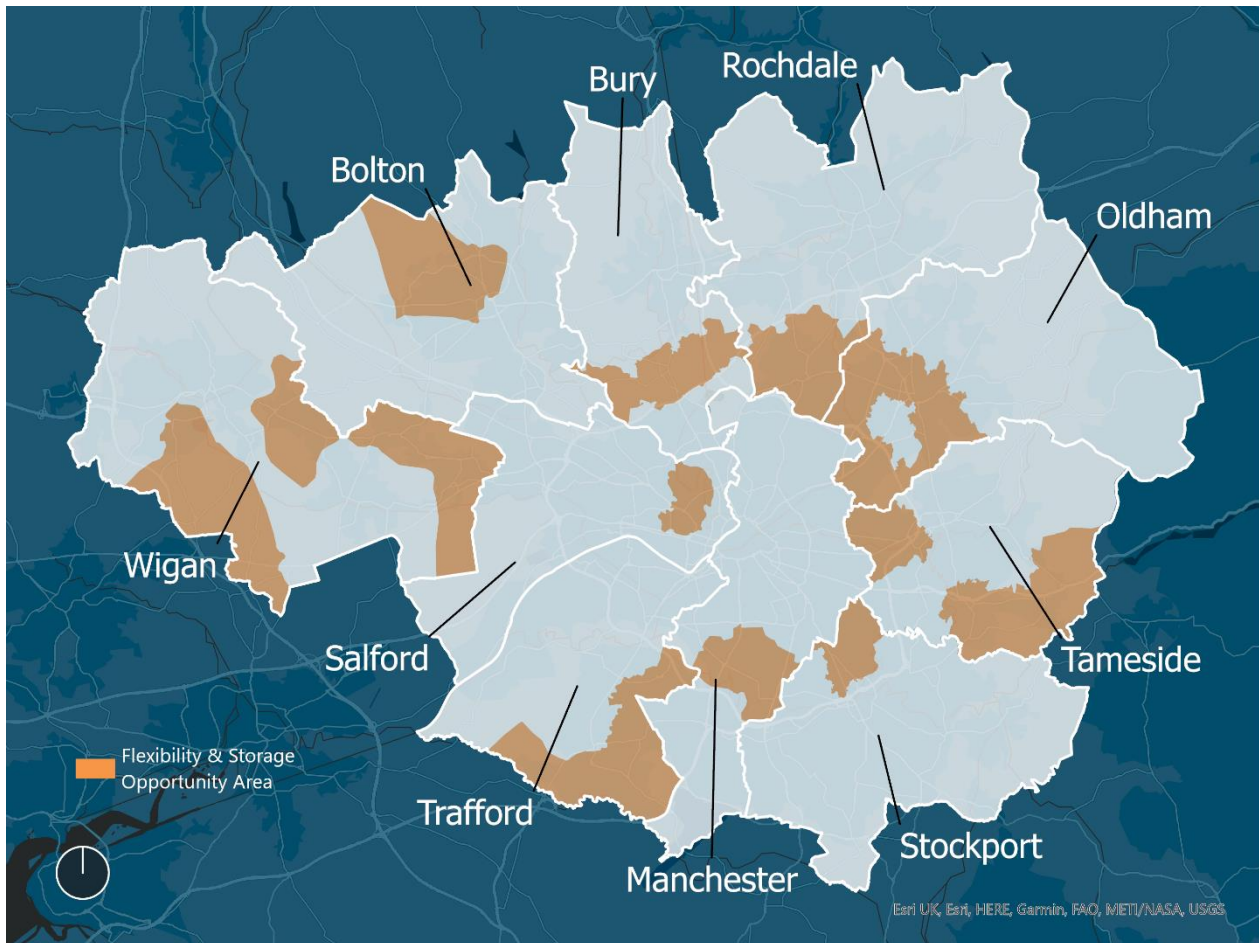 Rochdale
Bury
Bolton
Oldham
Wigan
Salford
Tameside
Flexibility & Storage
Opportunity Area
Trafford
Stockport
Manchester
Esri UK, Esri, HERE, Garmin, FAO, METI/NASA, USGS